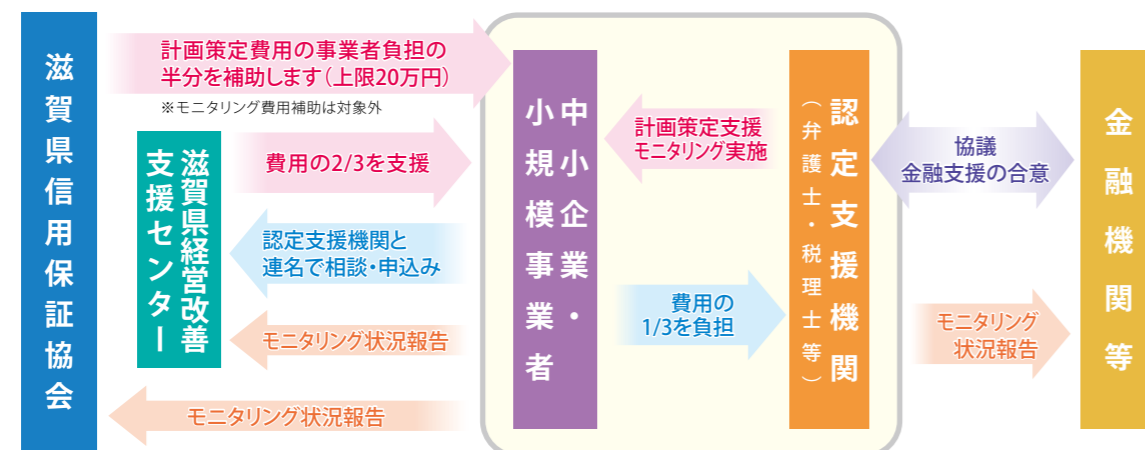 滋賀県信用保証協会
計画策定費用の事業者負担の
半分を補助します（上限20万円）
※モニタリング費用補助は対象外
滋賀県経営改善
支援センター
費用の2/3を支援
認定支援機関と
連名で相談・申込み
モニタリング状況報告
モニタリング状況報告
中小企業・
小規模事業者
計画策定支援
モニタリング実施
費用の
1/3を負担
認定支援機関
（弁護士・税理士等）
協議
金融支援の合意
モニタリング
状況報告
金融機関等